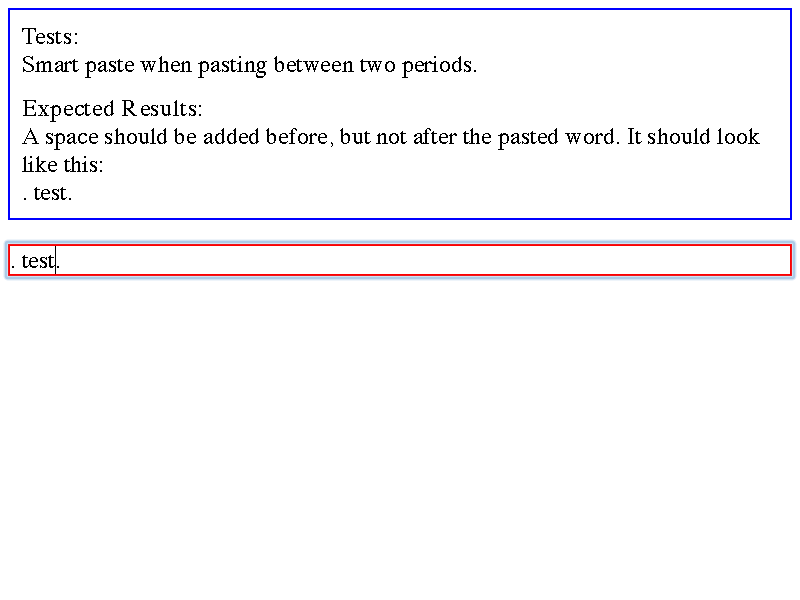 Tests:
Smart paste when pasting between two periods.
Expected Results:
A space should be added before, but not after the pasted word. It should look
like this:
. test.
. test.